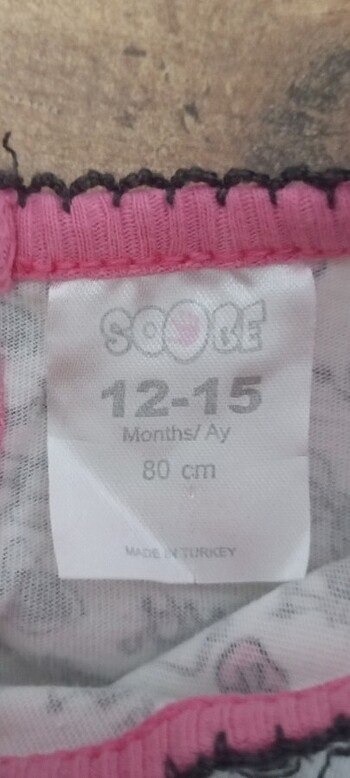 SOOBE
12-15
Months/ Ay
80 cm
MADE IN TURKEY